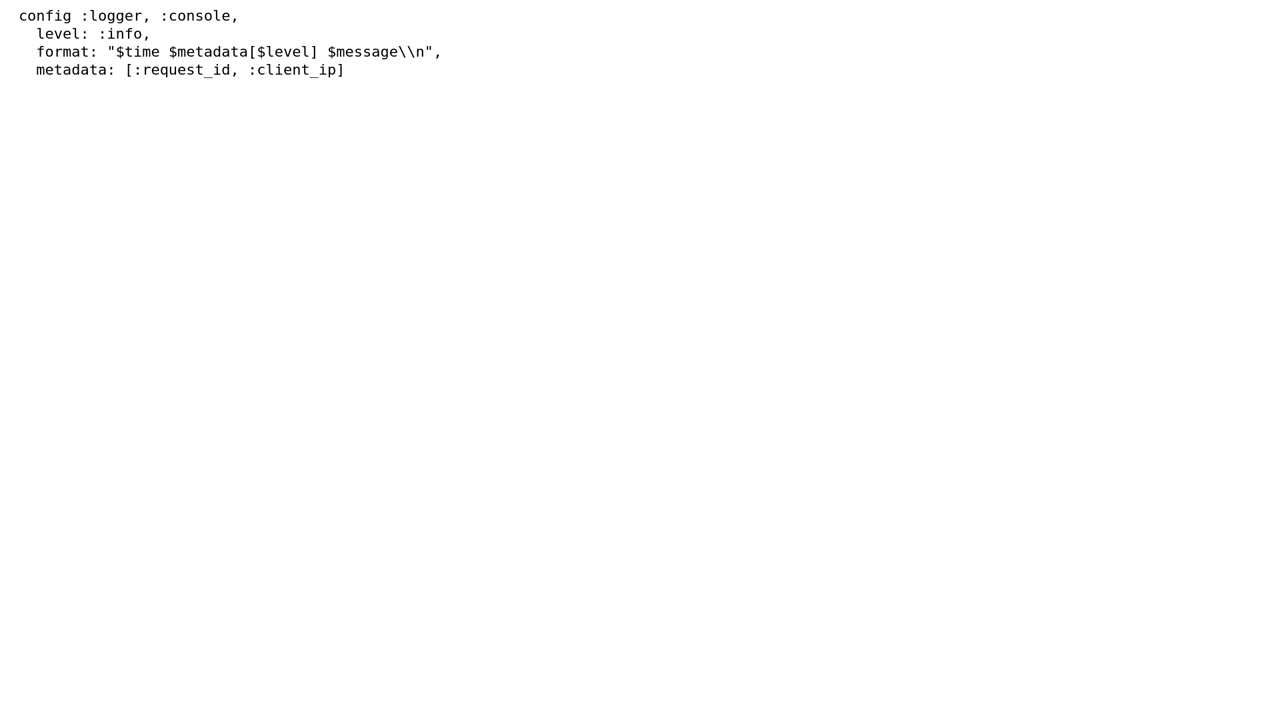 config :logger, :console,
  level: :info,
  format: "$time $metadata[$level] $message\\n",
  metadata: [:request_id, :client_ip]